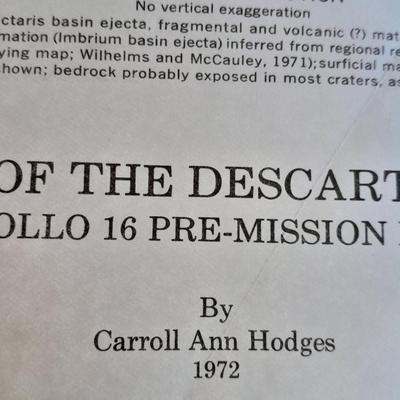 No vertical exaggeration
ectaris basin ejecta, fragmental and volcanic (?) mat
rmation (Imbrium basin ejecta) inferred from regional re
ying map; Wilhelms and McCauley, 1971);surficial ma
hown; bedrock probably exposed in most craters, as
OF THE DESCART
OLLO 16 PRE-MISSION
By
Carroll Ann Hodges
1972